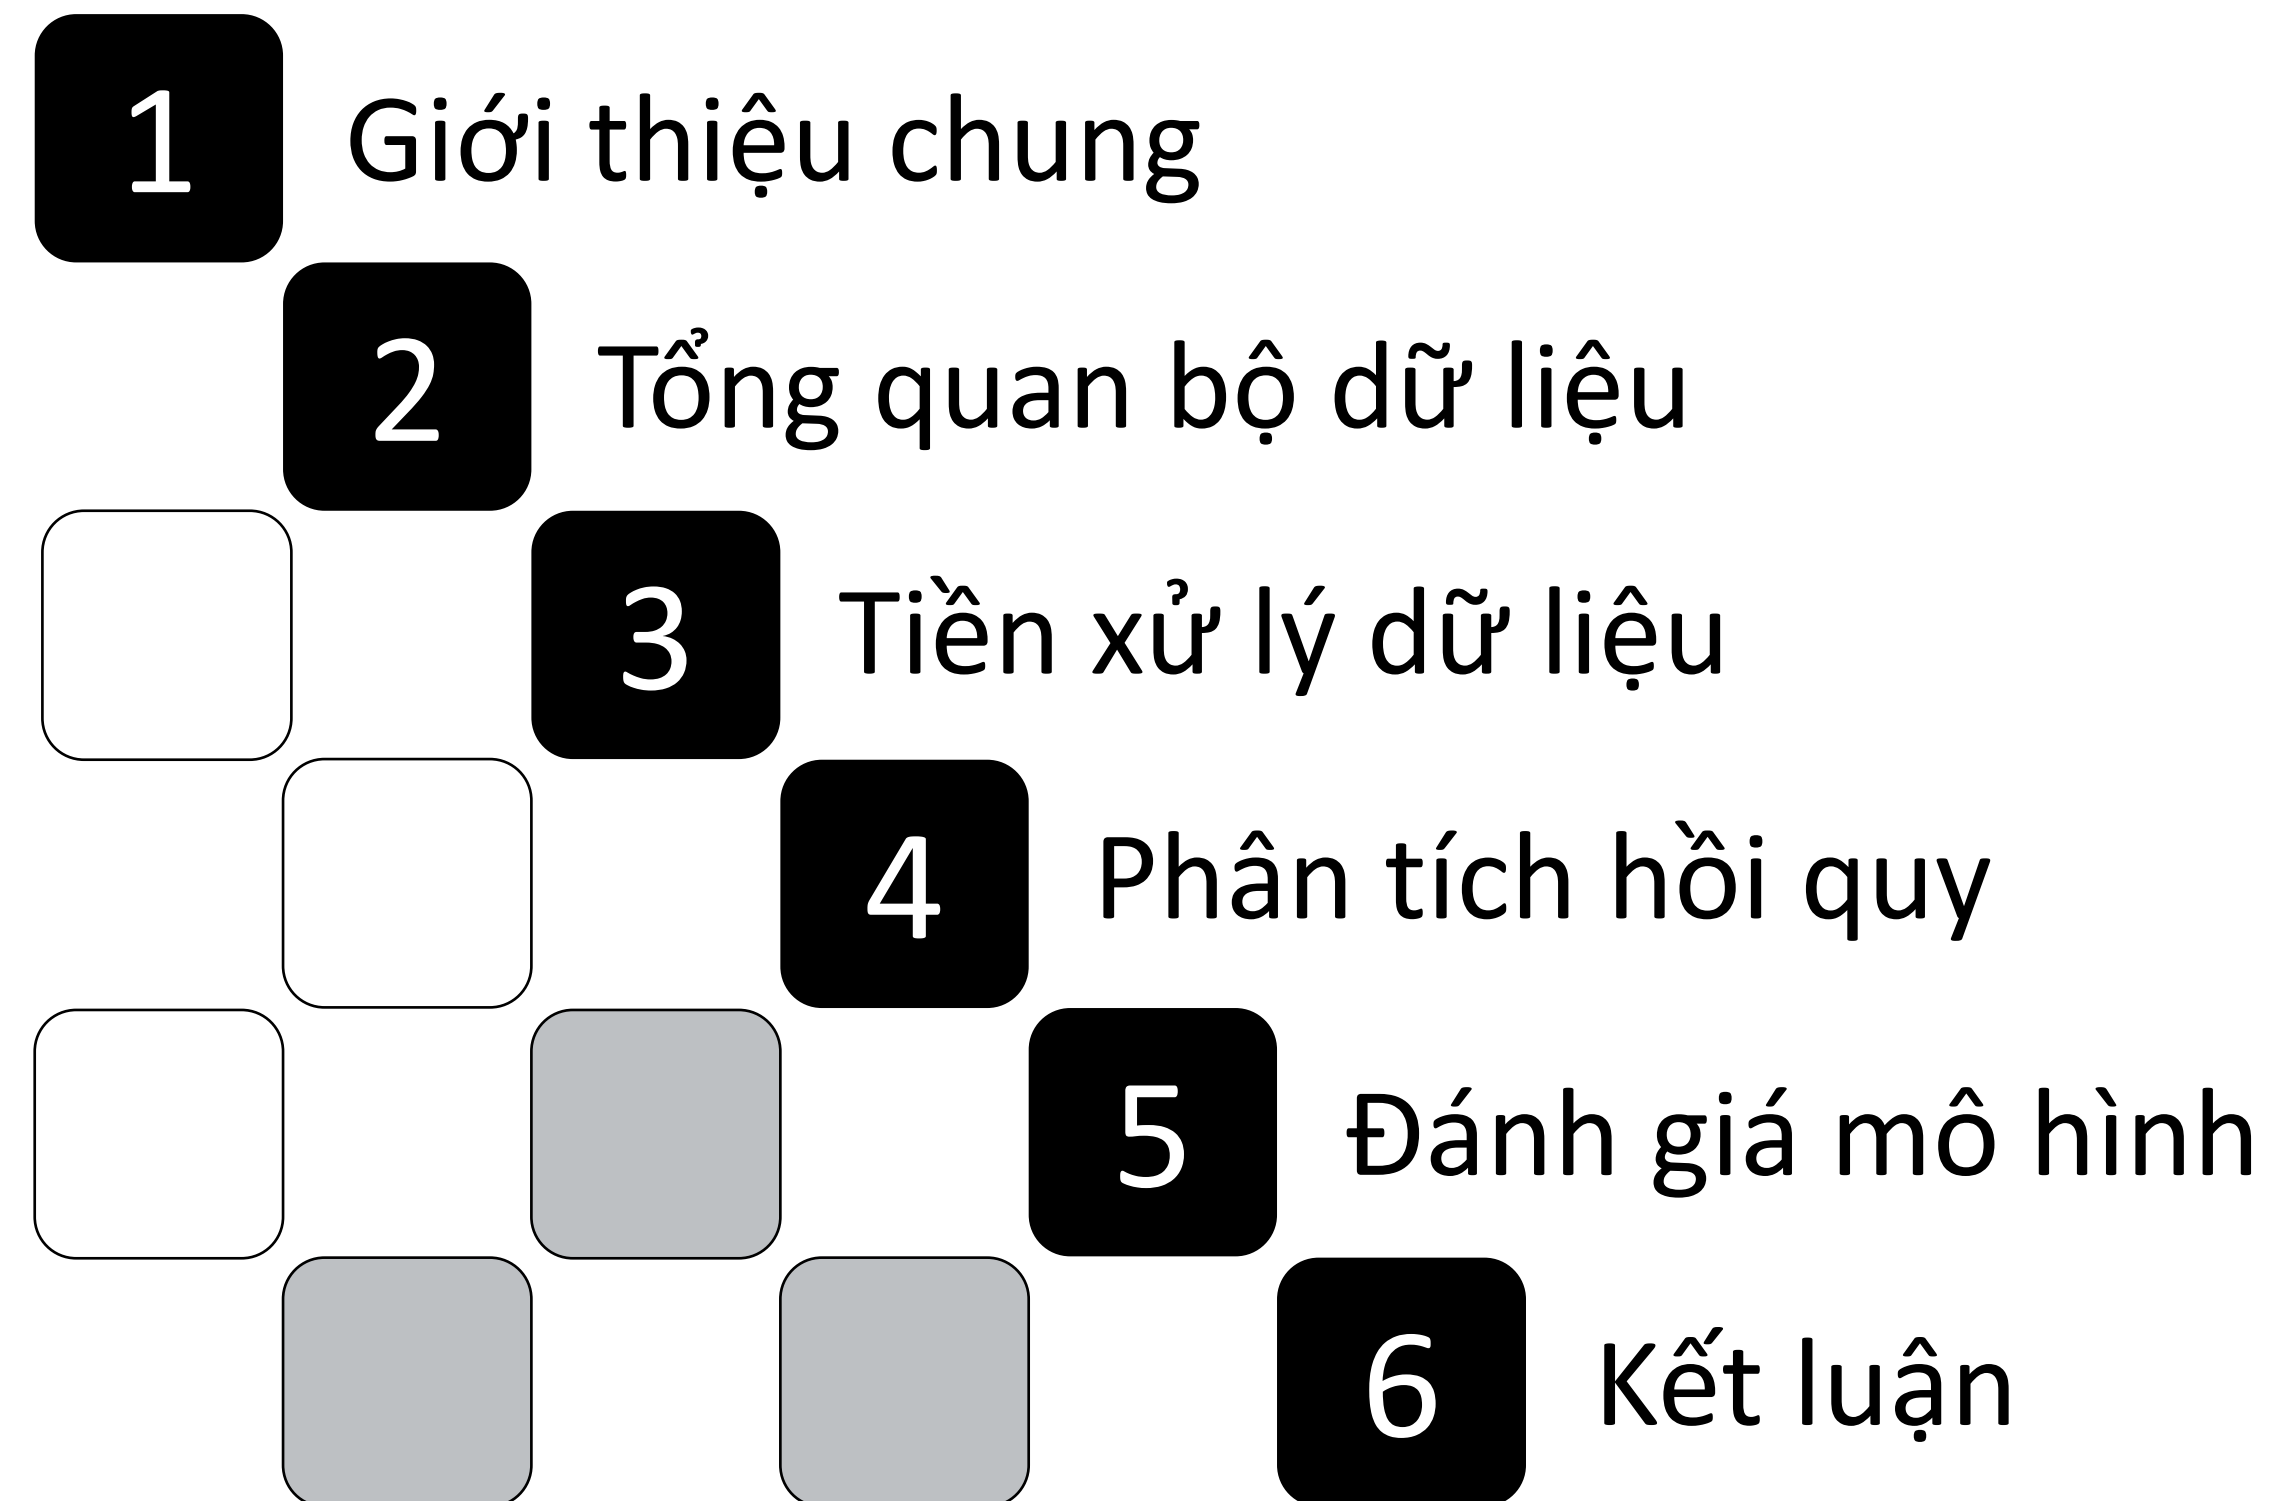 1 Giới thiệu chung
2 Tổng quan bộ dữ liệu
3 Tiền xử lý dữ liệu
4 Phân tích hồi quy
5 Đánh giá mô hình
6 Kết luận